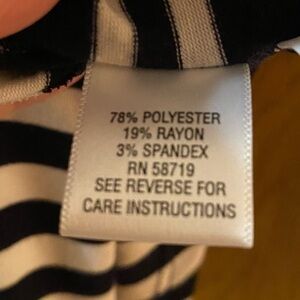 78% POLYESTER
19% RAYON
3% SPANDEX
RN 58719
SEE REVERSE FOR
CARE INSTRUCTIONS